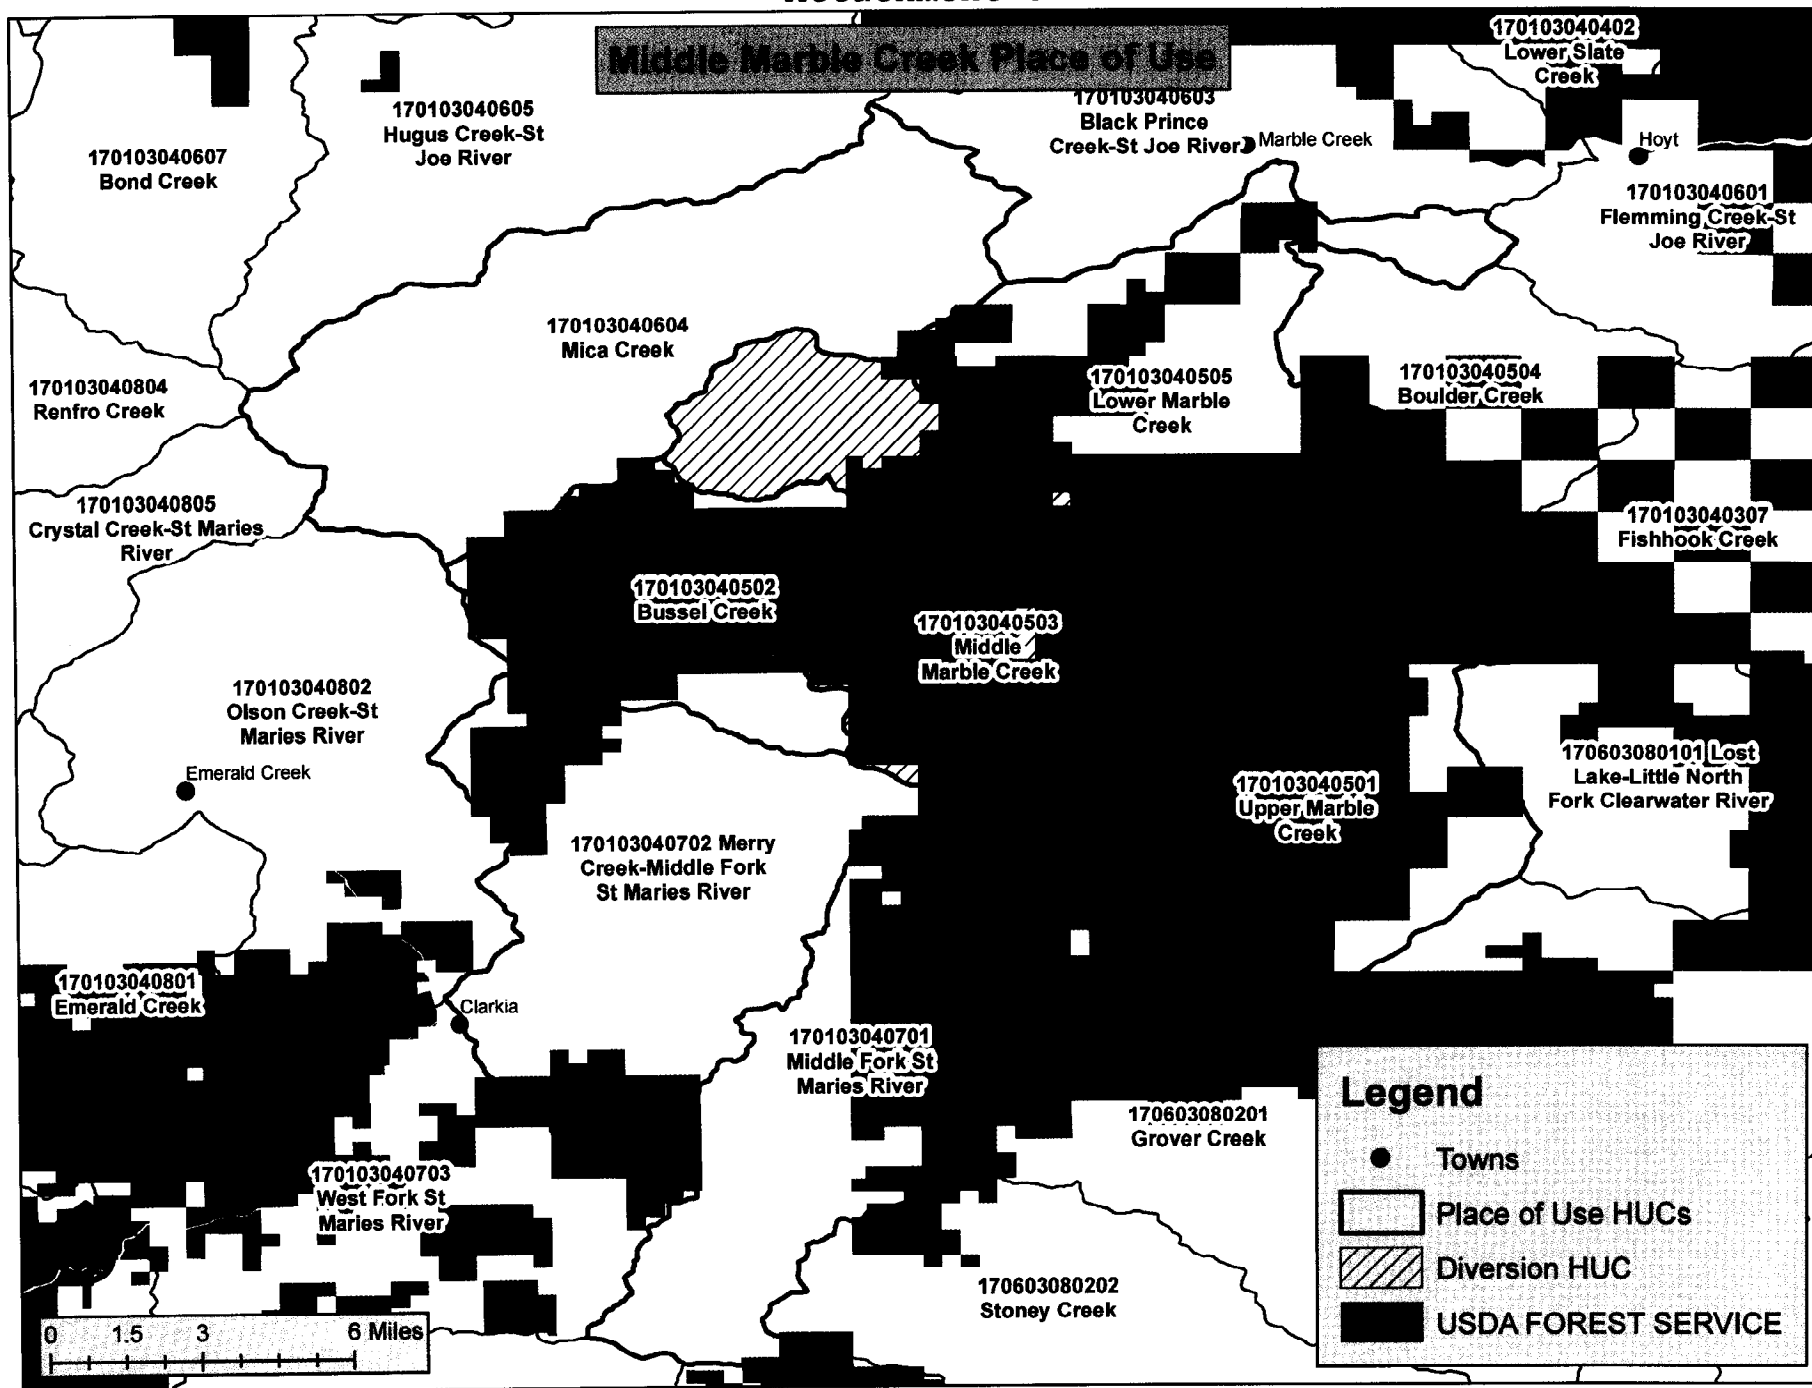 Middle Marble Creek Place of Use
170103040402
Lower Slate
Creek
170103040605
Hugus Creek-St
Joe River
170103040603
Black Prince
Creek-St Joe River
Marble Creek
Hoyt
170103040607
Bond Creek
170103040601
Flemming Creek-St
Joe River
170103040604
Mica Creek
170103040804
Renfro Creek
170103040505
Lower Marble
Creek
170103040504
Boulder Creek
170103040805
Crystal Creek-St Maries
River
170103040307
Fishhook Creek
170103040502
Bussel Creek
170103040503
Middle
Marble Creek
170103040802
Olson Creek-St
Maries River
Emerald Creek
170603080101 Lost
Lake-Little North
Fork Clearwater River
170103040501
Upper Marble
Creek
170103040702 Merry
Creek-Middle Fork
St Maries River
170103040801
Emerald Creek
Clarkia
170103040701
Middle Fork St
Maries River
170603080201
Grover Creek
170103040703
West Fork St
Maries River
170603080202
Stoney Creek
Legend
Towns
Place of Use HUCs
Diversion HUC
USDA FOREST SERVICE
0 1.5 3 6 Miles